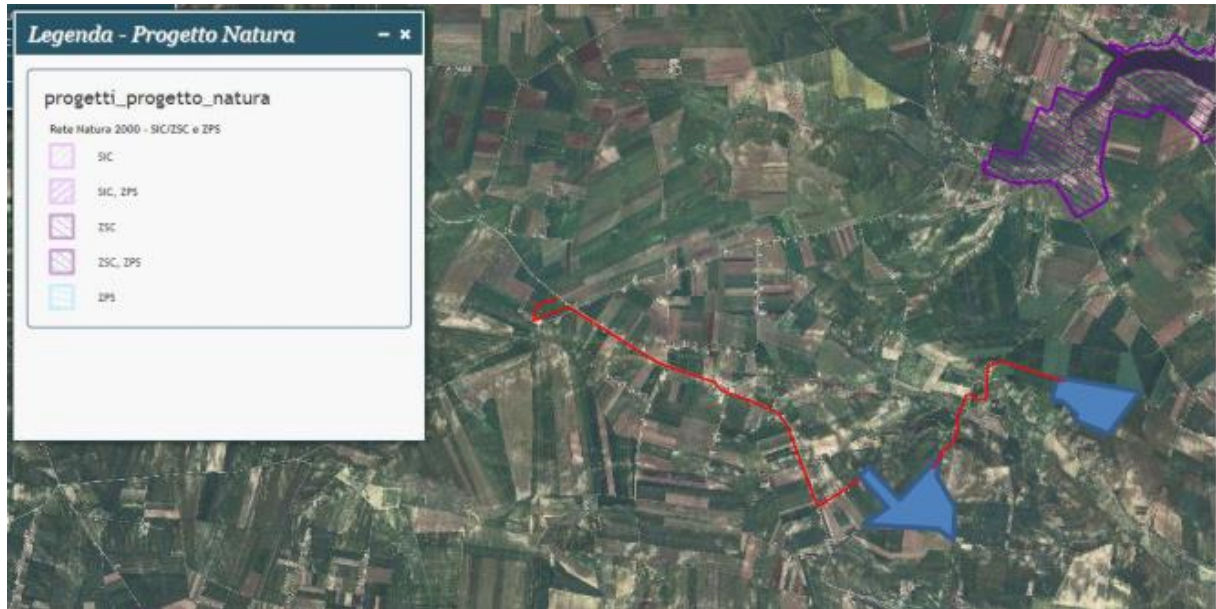 Legenda - Progetto Natura
progetti_progetto_natura
Rete Natura 2000 - SIC/ZSC e ZPS
SIC
SIC, ZPS
ZSC
ZSC, ZPS
ZPS